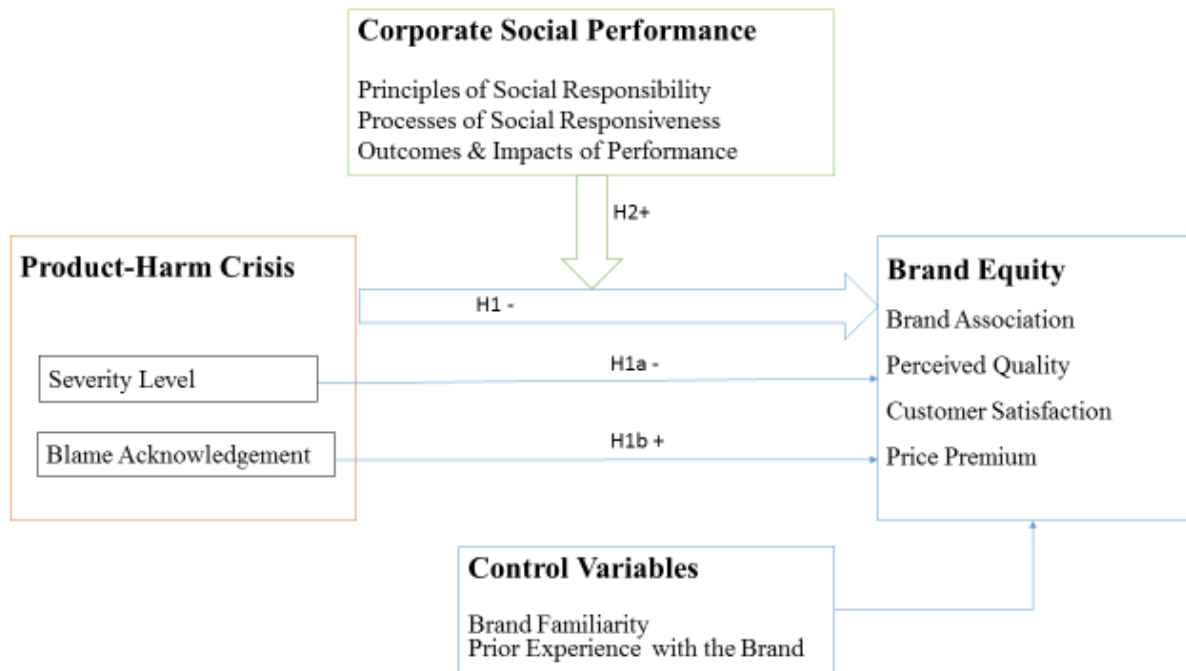 Corporate Social Performance
Principles of Social Responsibility
Processes of Social Responsiveness
Outcomes & Impacts of Performance
H2+
Product-Harm Crisis
Severity Level
Blame Acknowledgement
H1 -
H1a -
H1b +
Brand Equity
Brand Association
Perceived Quality
Customer Satisfaction
Price Premium
Control Variables
Brand Familiarity
Prior Experience with the Brand